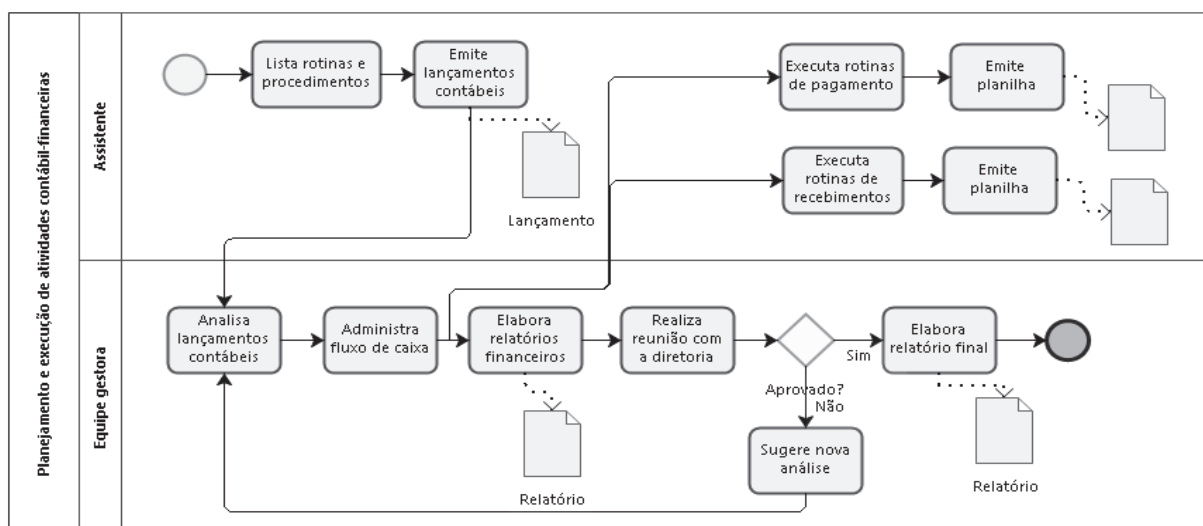 Planejamento e execução de atividades contábil-financeiras
Assistente
Lista rotinas e
procedimentos
Emite
lançamentos
contábeis
Lançamento
Executa rotinas
de pagamento
Emite
planilha
Executa
rotinas de
recebimentos
Emite
planilha
Equipe gestora
Analisa
lançamentos
contábeis
Administra
fluxo de caixa
Elabora
relatórios
financeiros
Relatório
Realiza
reunião com
a diretoria
Aprovado?
Sim
Não
Sugere nova
análise
Elabora
relatório final
Relatório